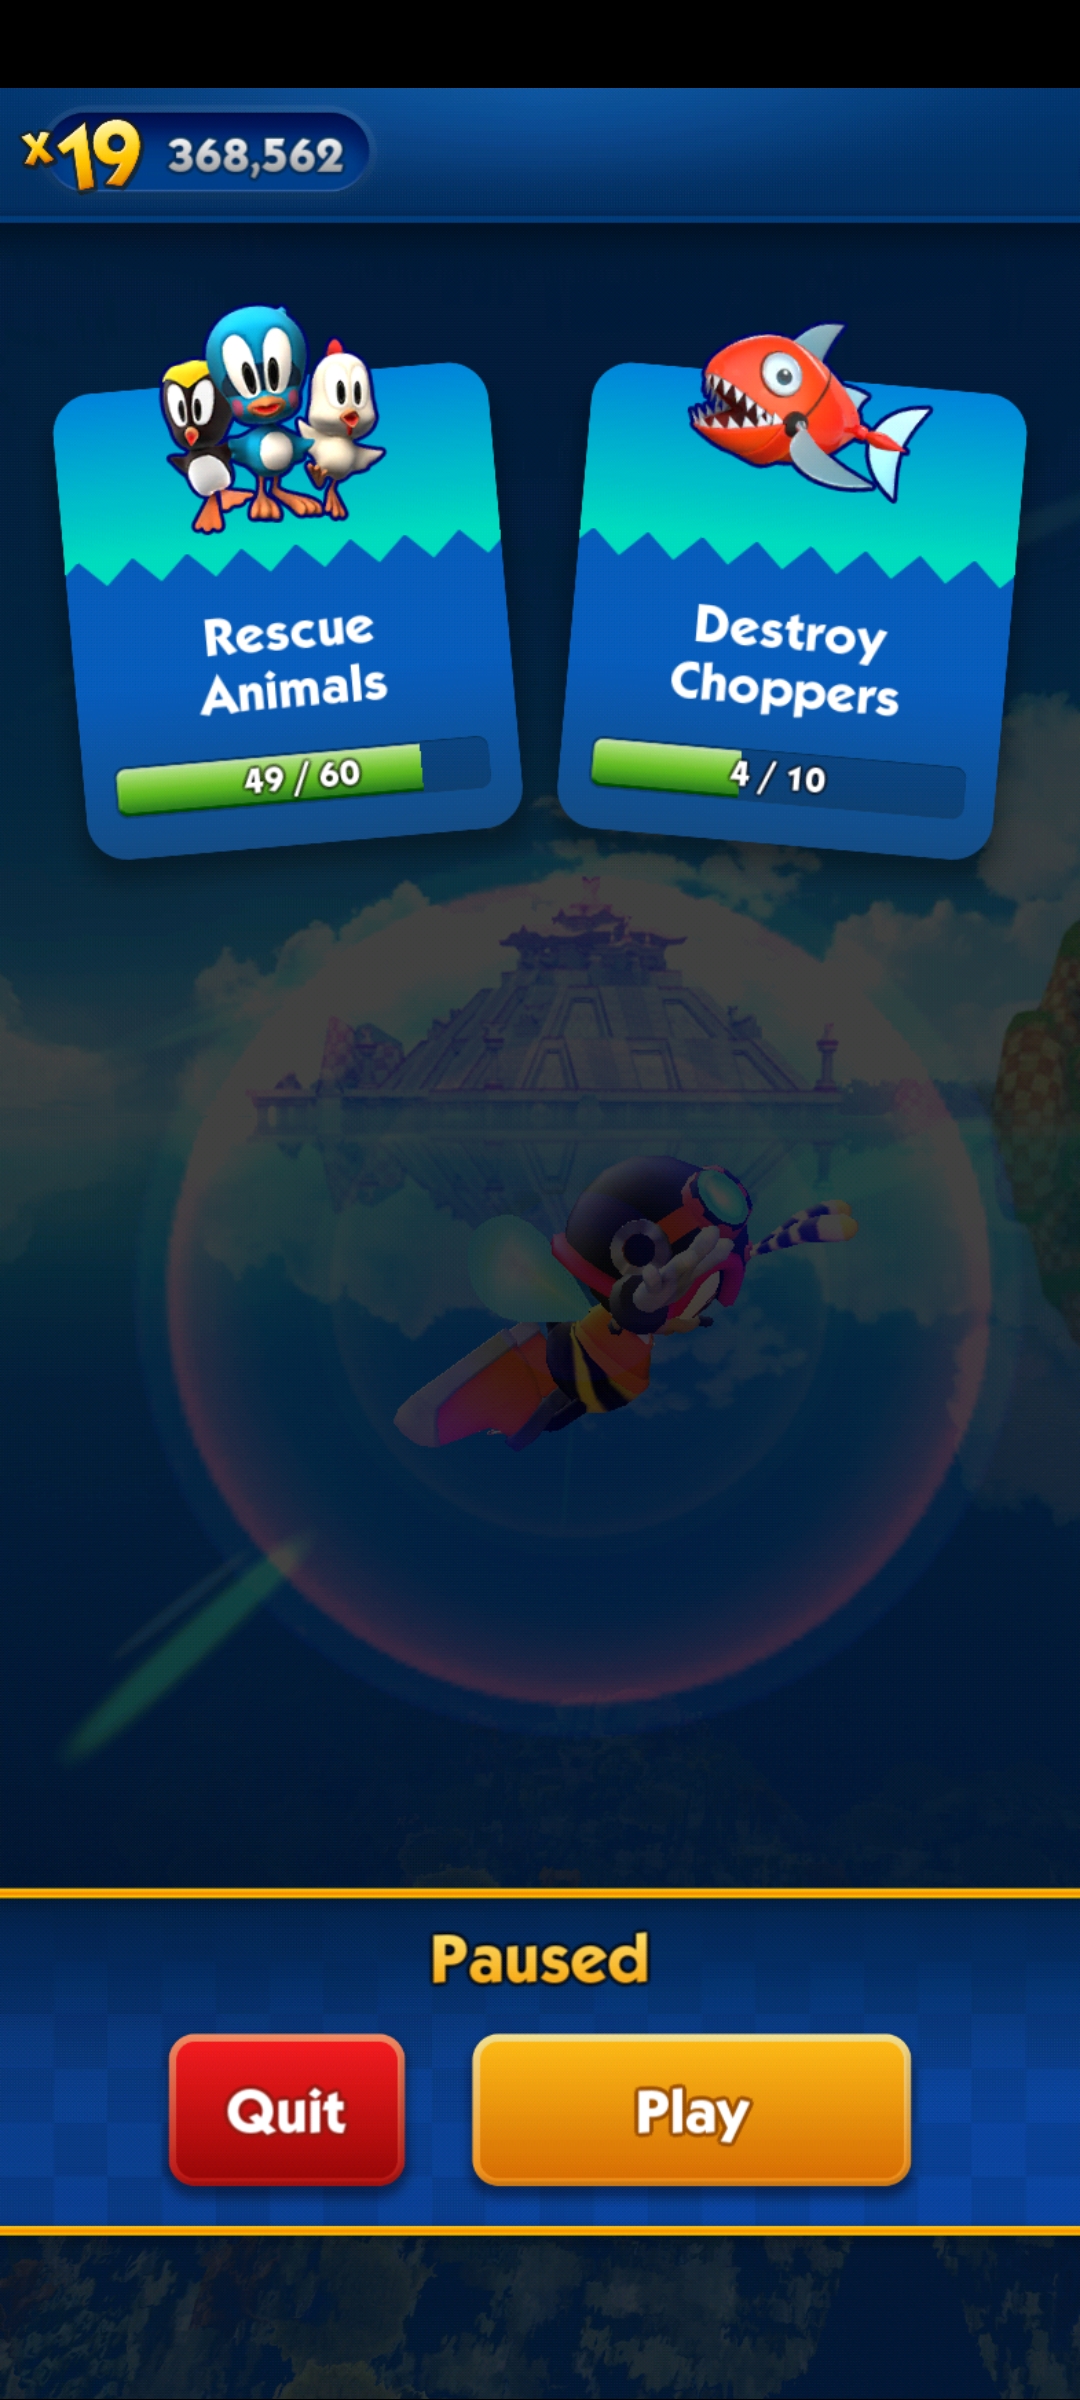 x19 368,562
Rescue
Animals
49 / 60
Destroy
Choppers
4 / 10
Paused
Quit
Play